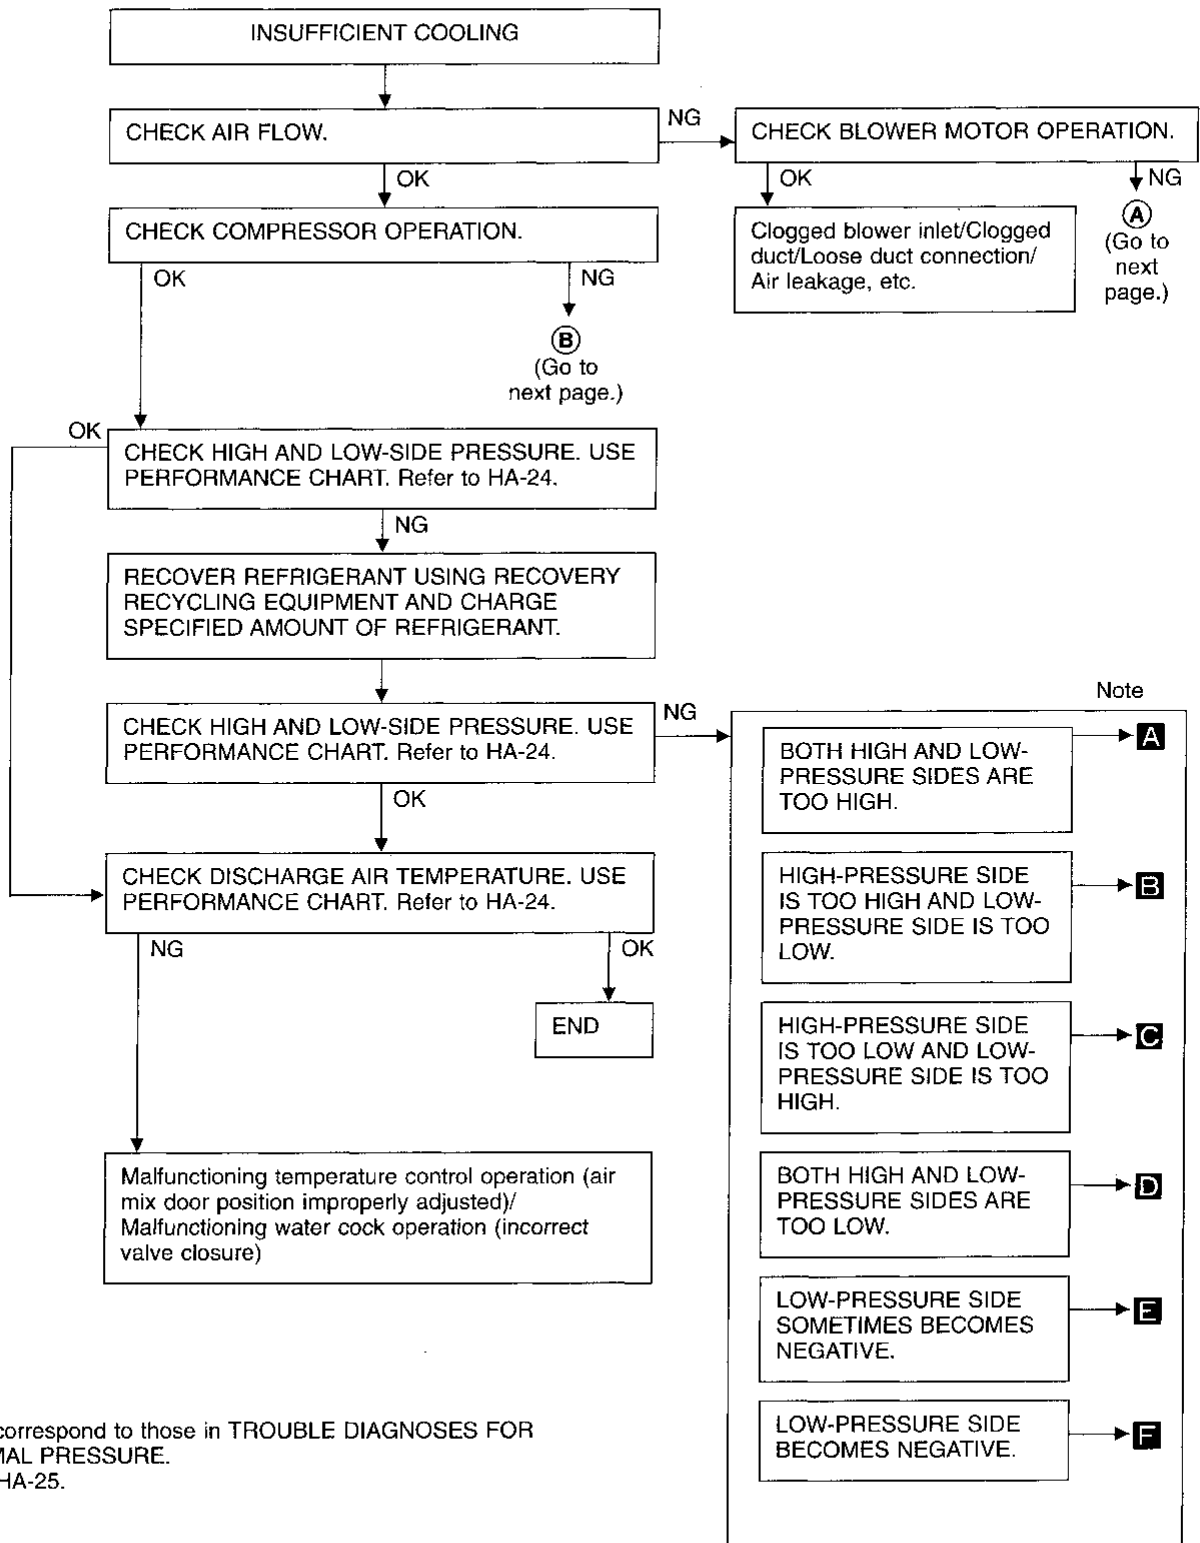 INSUFFICIENT COOLING
CHECK AIR FLOW.
NG
CHECK BLOWER MOTOR OPERATION.
OK
OK
NG
CHECK COMPRESSOR OPERATION.
Clogged blower inlet/Clogged
duct/Loose duct connection/
Air leakage, etc.
A
(Go to
next
page.)
OK
NG
B
(Go to
next page.)
OK
CHECK HIGH AND LOW-SIDE PRESSURE. USE
PERFORMANCE CHART. Refer to HA-24.
NG
RECOVER REFRIGERANT USING RECOVERY
RECYCLING EQUIPMENT AND CHARGE
SPECIFIED AMOUNT OF REFRIGERANT.
CHECK HIGH AND LOW-SIDE PRESSURE. USE
PERFORMANCE CHART. Refer to HA-24.
NG
OK
CHECK DISCHARGE AIR TEMPERATURE. USE
PERFORMANCE CHART. Refer to HA-24.
NG
OK
END
Malfunctioning temperature control operation (air
mix door position improperly adjusted)/
Malfunctioning water cock operation (incorrect
valve closure)
Note
BOTH HIGH AND LOW-
PRESSURE SIDES ARE
TOO HIGH.
A
HIGH-PRESSURE SIDE
IS TOO HIGH AND LOW-
PRESSURE SIDE IS TOO
LOW.
B
HIGH-PRESSURE SIDE
IS TOO LOW AND LOW-
PRESSURE SIDE IS TOO
HIGH.
C
BOTH HIGH AND LOW-
PRESSURE SIDES ARE
TOO LOW.
D
LOW-PRESSURE SIDE
SOMETIMES BECOMES
NEGATIVE.
E
LOW-PRESSURE SIDE
BECOMES NEGATIVE.
F
correspond to those in TROUBLE DIAGNOSES FOR
MAL PRESSURE.
HA-25.